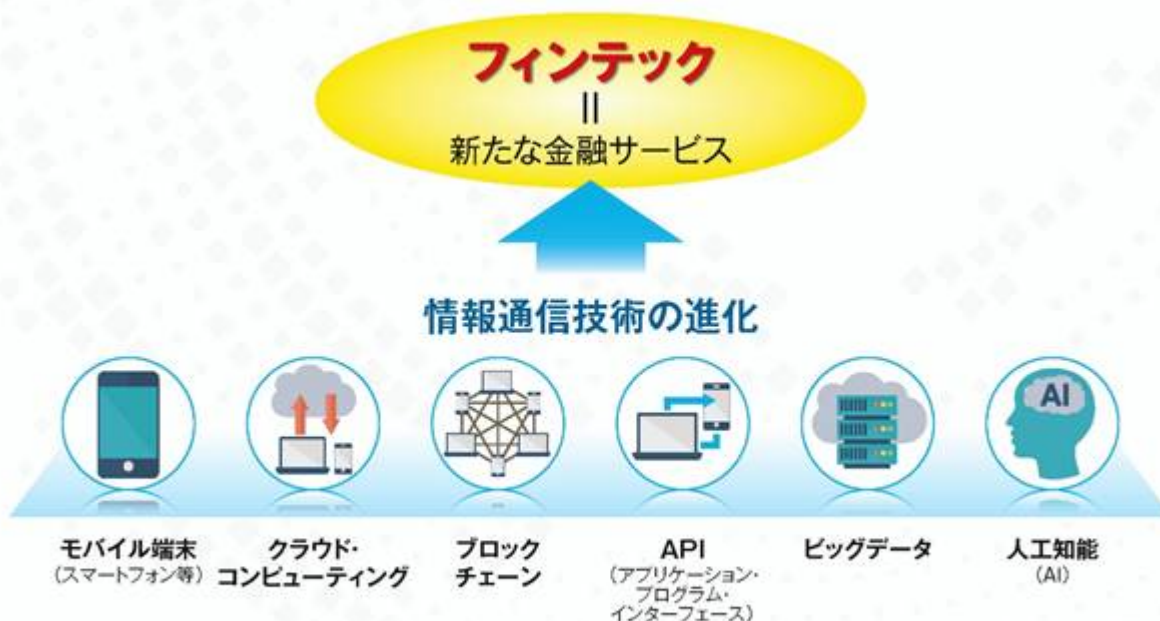 フィンテック
=
新たな金融サービス
情報通信技術の進化
AI
モバイル端末
(スマートフォン等)
クラウド・
コンピューティング
ブロック
チェーン
API
(アプリケーション・
プログラム・
インターフェース)
ビッグデータ
人工知能
(AI)